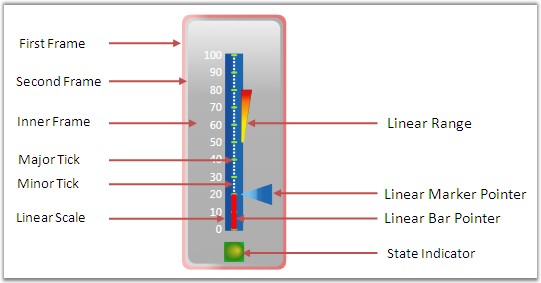 First Frame
Second Frame
Inner Frame
Major Tick
Minor Tick
Linear Scale
100
90
80
70
60
50
40
30
20
10
0
Linear Range
Linear Marker Pointer
Linear Bar Pointer
State Indicator